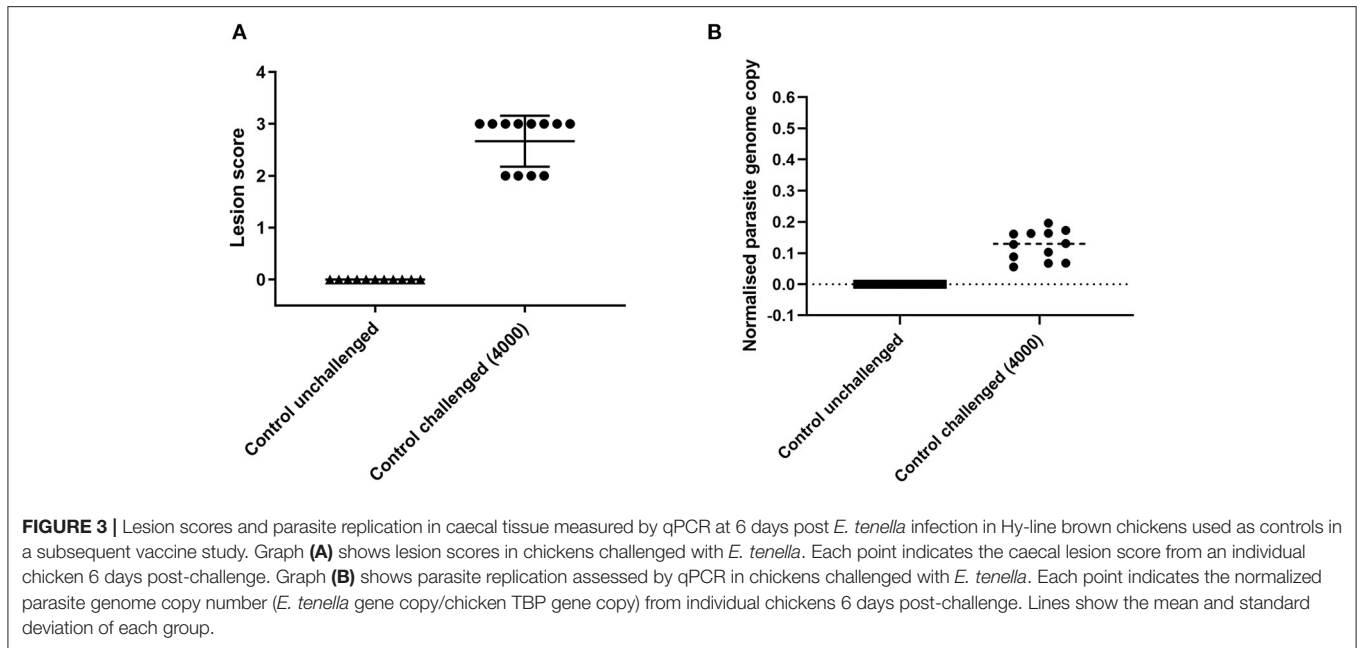 A
B
Lesion score
4
3
2
1
0
Control unchallenged
Control challenged (4000)
Normalised parasite genome copy
0.6
0.5
0.4
0.3
0.2
0.1
0.0
-0.1
Control unchallenged
Control challenged (4000)
FIGURE 3 | Lesion scores and parasite replication in caecal tissue measured by qPCR at 6 days post E. tenella infection in Hy-line brown chickens used as controls in
a subsequent vaccine study. Graph (A) shows lesion scores in chickens challenged with E. tenella. Each point indicates the caecal lesion score from an individual
chicken 6 days post-challenge. Graph (B) shows parasite replication assessed by qPCR in chickens challenged with E. tenella. Each point indicates the normalized
parasite genome copy number (E. tenella gene copy/chicken TBP gene copy) from individual chickens 6 days post-challenge. Lines show the mean and standard
deviation of each group.